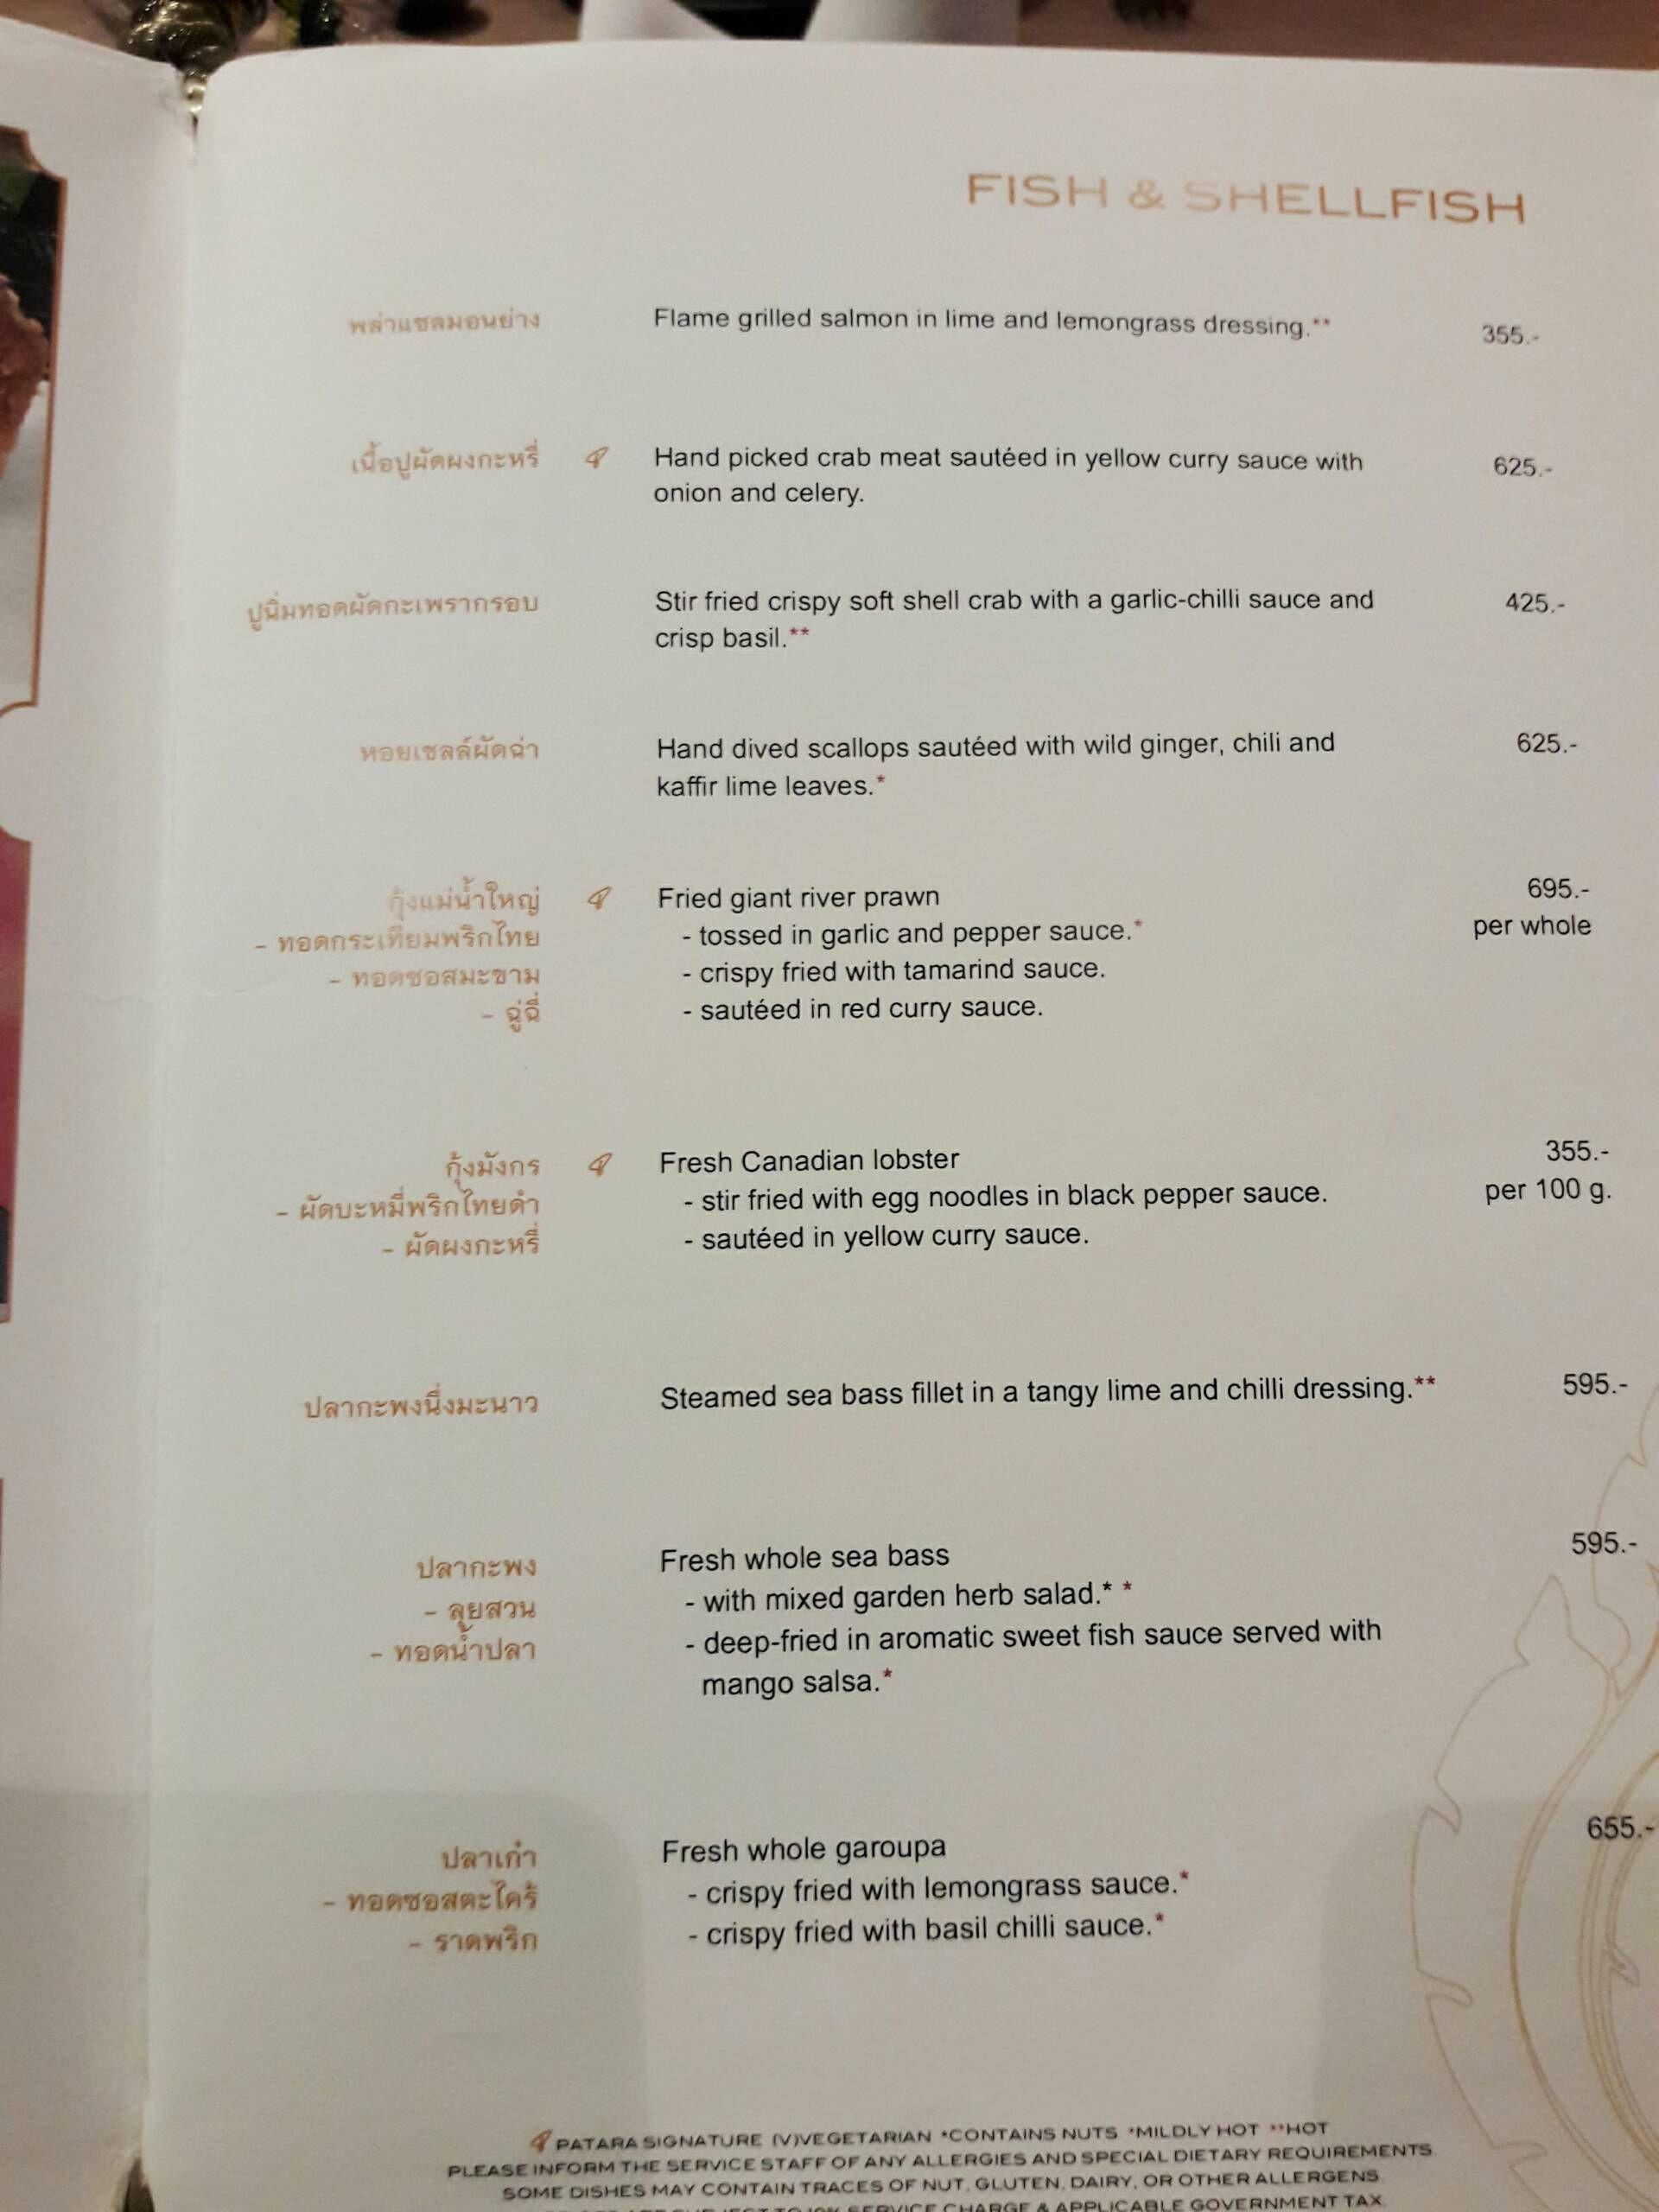 FISH & SHELLFISH
พล่าแซลมอนย่าง Flame grilled salmon in lime and lemongrass dressing.** 355.-
เนื้อปูผัดผงกะหรี่ Hand picked crab meat sautéed in yellow curry sauce with 625.-
onion and celery.
ปูนิ่มทอดผัดกะเพรากรอบ Stir fried crispy soft shell crab with a garlic-chilli sauce and 425.-
crisp basil.**
หอยเชลล์ผัดฉ่า Hand dived scallops sautéed with wild ginger, chili and 625.-
kaffir lime leaves.*
กุ้งแม่น้ำใหญ่ Fried giant river prawn 695.-
- ทอดกระเทียมพริกไทย - tossed in garlic and pepper sauce.* per whole
- ทอดซอสมะขาม - crispy fried with tamarind sauce.
- ฉู่ฉี่ - sautéed in red curry sauce.
กุ้งมังกร Fresh Canadian lobster 355.-
- ผัดบะหมี่พริกไทยดำ - stir fried with egg noodles in black pepper sauce. per 100 g.
- ผัดผงกะหรี่ - sautéed in yellow curry sauce.
ปลากะพงนึ่งมะนาว Steamed sea bass fillet in a tangy lime and chilli dressing.** 595.-
ปลากะพง Fresh whole sea bass 595.-
- ลุยสวน - with mixed garden herb salad.* *
- ทอดน้ำปลา - deep-fried in aromatic sweet fish sauce served with
mango salsa.*
ปลาเก๋า Fresh whole garoupa 655.-
- ทอดซอสตะไคร้ - crispy fried with lemongrass sauce.*
- ราดพริก - crispy fried with basil chilli sauce.*
PATARA SIGNATURE (V)VEGETARIAN *CONTAINS NUTS *MILDLY HOT **HOT
PLEASE INFORM THE SERVICE STAFF OF ANY ALLERGIES AND SPECIAL DIETARY REQUIREMENTS
SOME DISHES MAY CONTAIN TRACES OF NUT, GLUTEN, DAIRY, OR OTHER ALLERGENS
SERVICE CHARGE & APPLICABLE GOVERNMENT TAX.